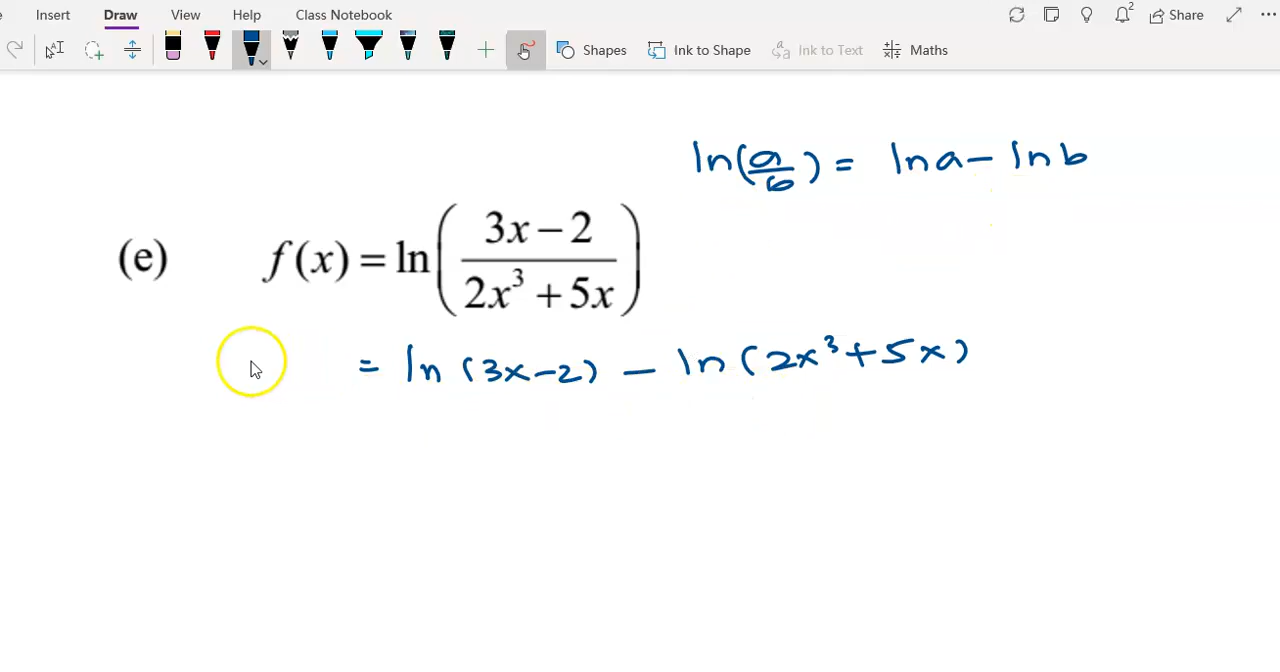 Insert Draw View Help Class Notebook 2 Share
Shapes Ink to Shape Ink to Text Maths
ln(a/b) = ln a − ln b
(e) f(x) = ln((3x − 2)/(2x³ + 5x))
= ln (3x − 2) − ln (2x³ + 5x)